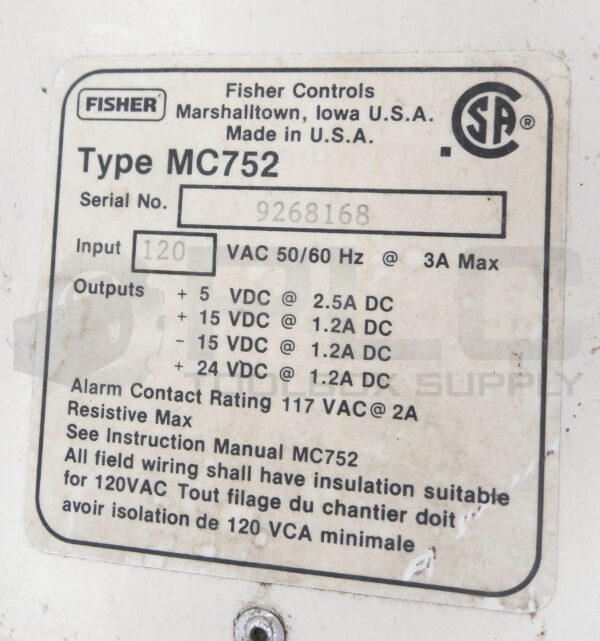 FISHER
Fisher Controls
Marshalltown, Iowa U.S.A.
Made in U.S.A.
SA ®
Type MC752
Serial No. 9268168
Input 120 VAC 50/60 Hz @ 3A Max
Outputs + 5 VDC @ 2.5A DC
+ 15 VDC @ 1.2A DC
- 15 VDC @ 1.2A DC
+ 24 VDC @ 1.2A DC
Alarm Contact Rating 117 VAC @ 2A
Resistive Max
See Instruction Manual MC752
All field wiring shall have insulation suitable
for 120VAC Tout filage du chantier doit
avoir isolation de 120 VCA minimale
PLC
TOOLBOX SUPPLY